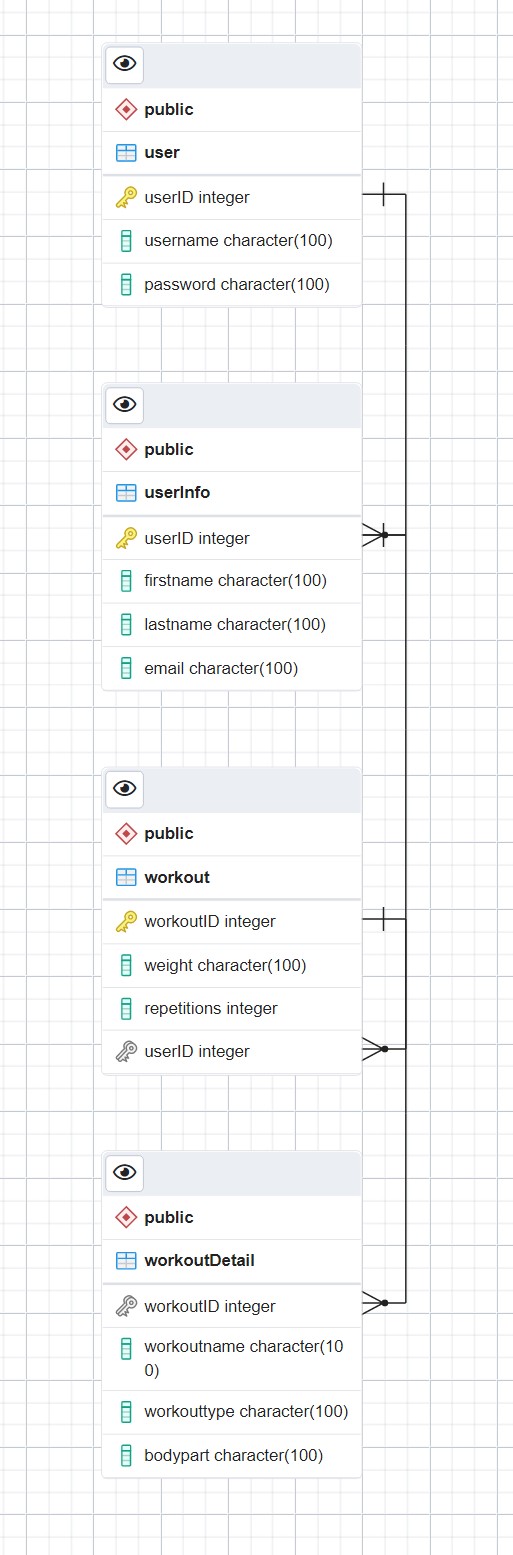 public
user
userID integer
username character(100)
password character(100)
public
userInfo
userID integer
firstname character(100)
lastname character(100)
email character(100)
public
workout
workoutID integer
weight character(100)
repetitions integer
userID integer
public
workoutDetail
workoutID integer
workoutname character(10
0)
workouttype character(100)
bodypart character(100)